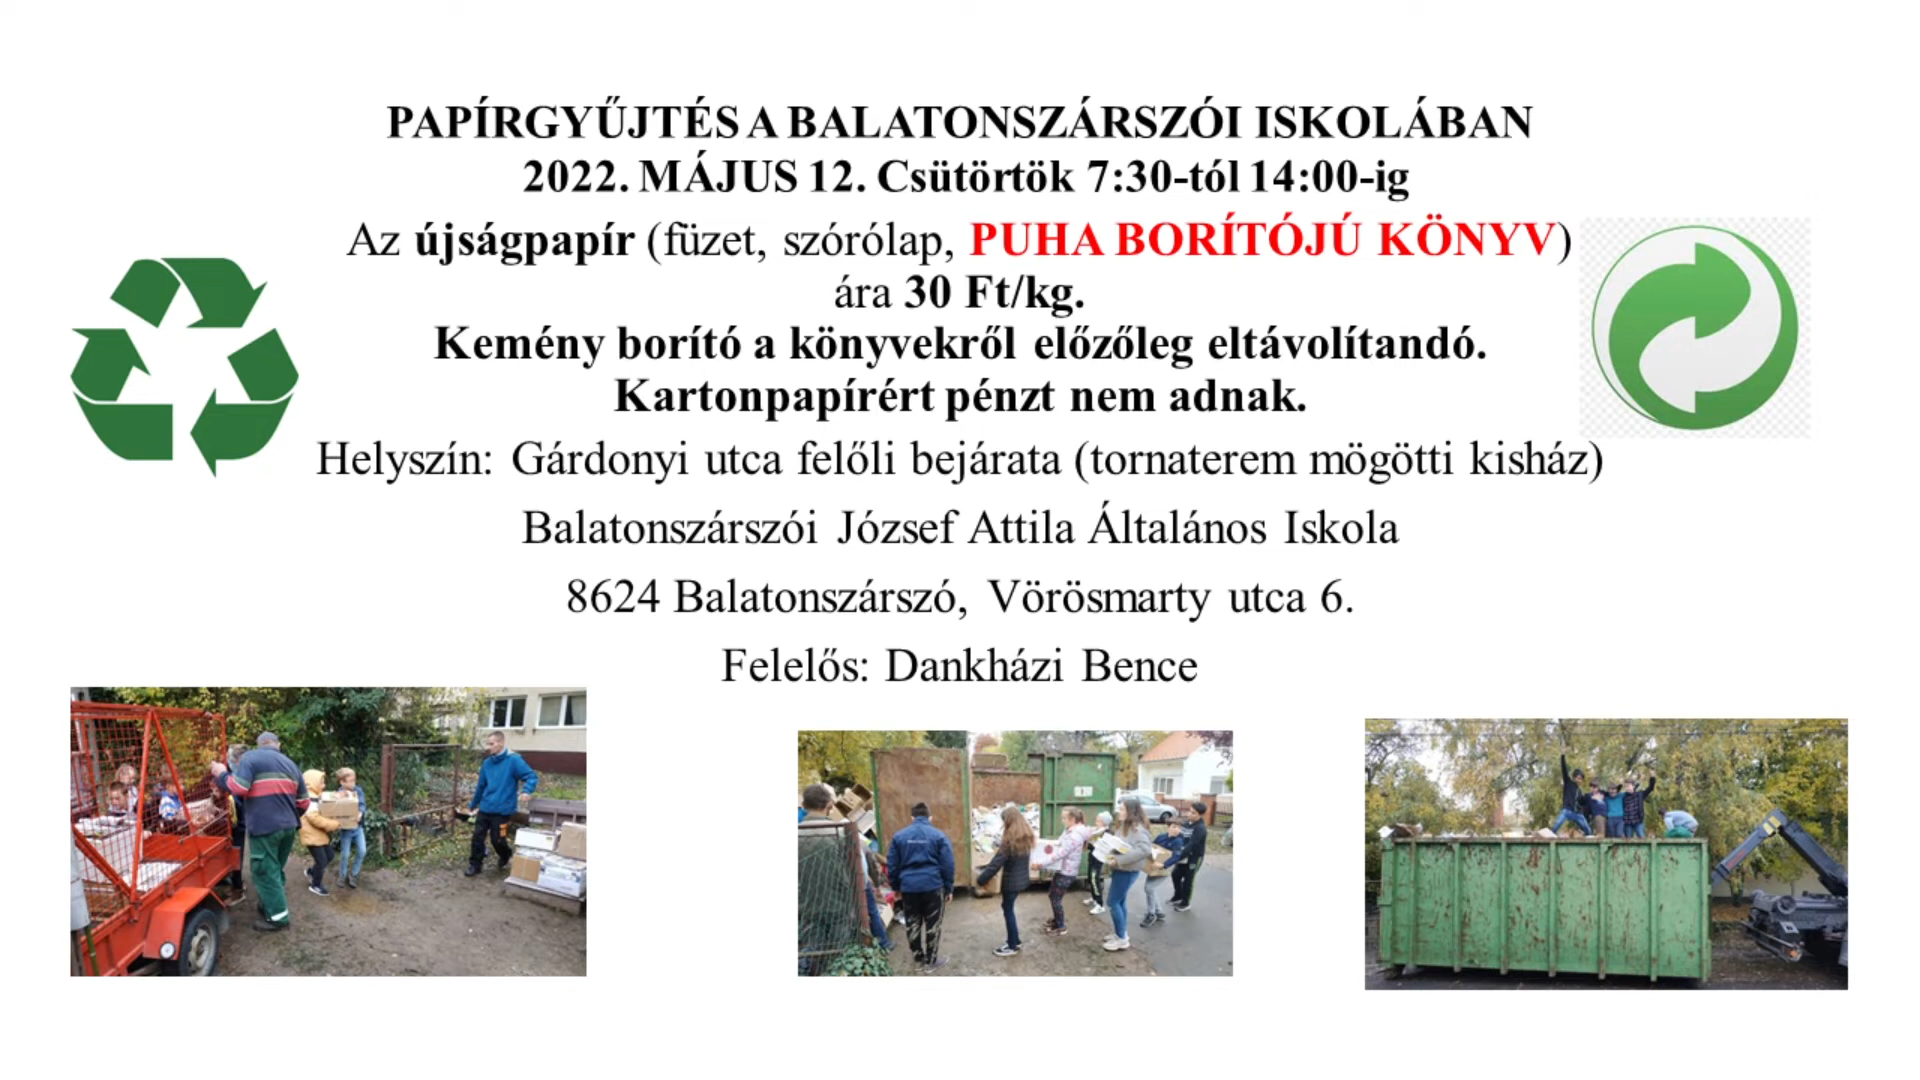 PAPÍRGYŰJTÉS A BALATONSZÁRSZÓI ISKOLÁBAN
2022. MÁJUS 12. Csütörtök 7:30-tól 14:00-ig
Az újságpapír (füzet, szórólap, PUHA BORÍTÓJÚ KÖNYV)
ára 30 Ft/kg.
Kemény borító a könyvekről előzőleg eltávolítandó.
Kartonpapírért pénzt nem adnak.
Helyszín: Gárdonyi utca felőli bejárata (tornaterem mögötti kisház)
Balatonszárszói József Attila Általános Iskola
8624 Balatonszárszó, Vörösmarty utca 6.
Felelős: Dankházi Bence